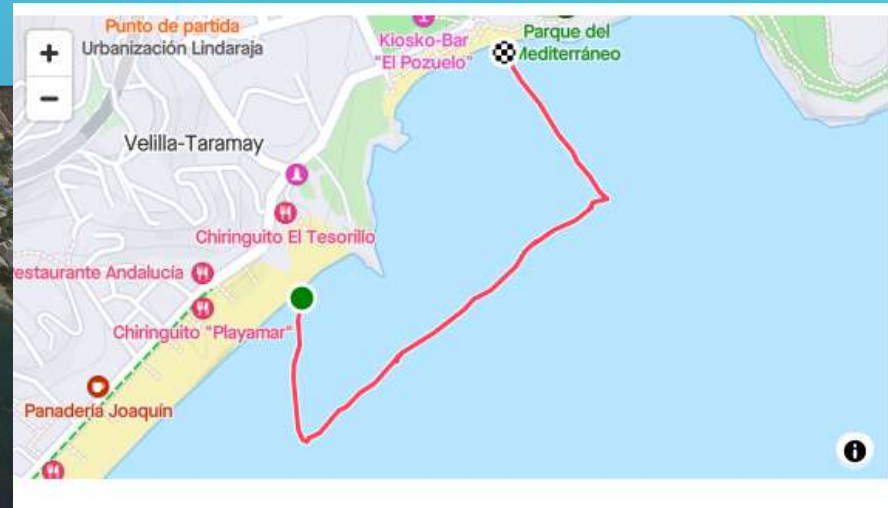 Punto de partida
Urbanización Lindaraja
Kiosko-Bar
"El Pozuelo"
Parque del
Mediterráneo
+
−
Velilla-Taramay
Chiringuito El Tesorillo
estaurante Andalucía
Chiringuito "Playamar"
Panadería Joaquín